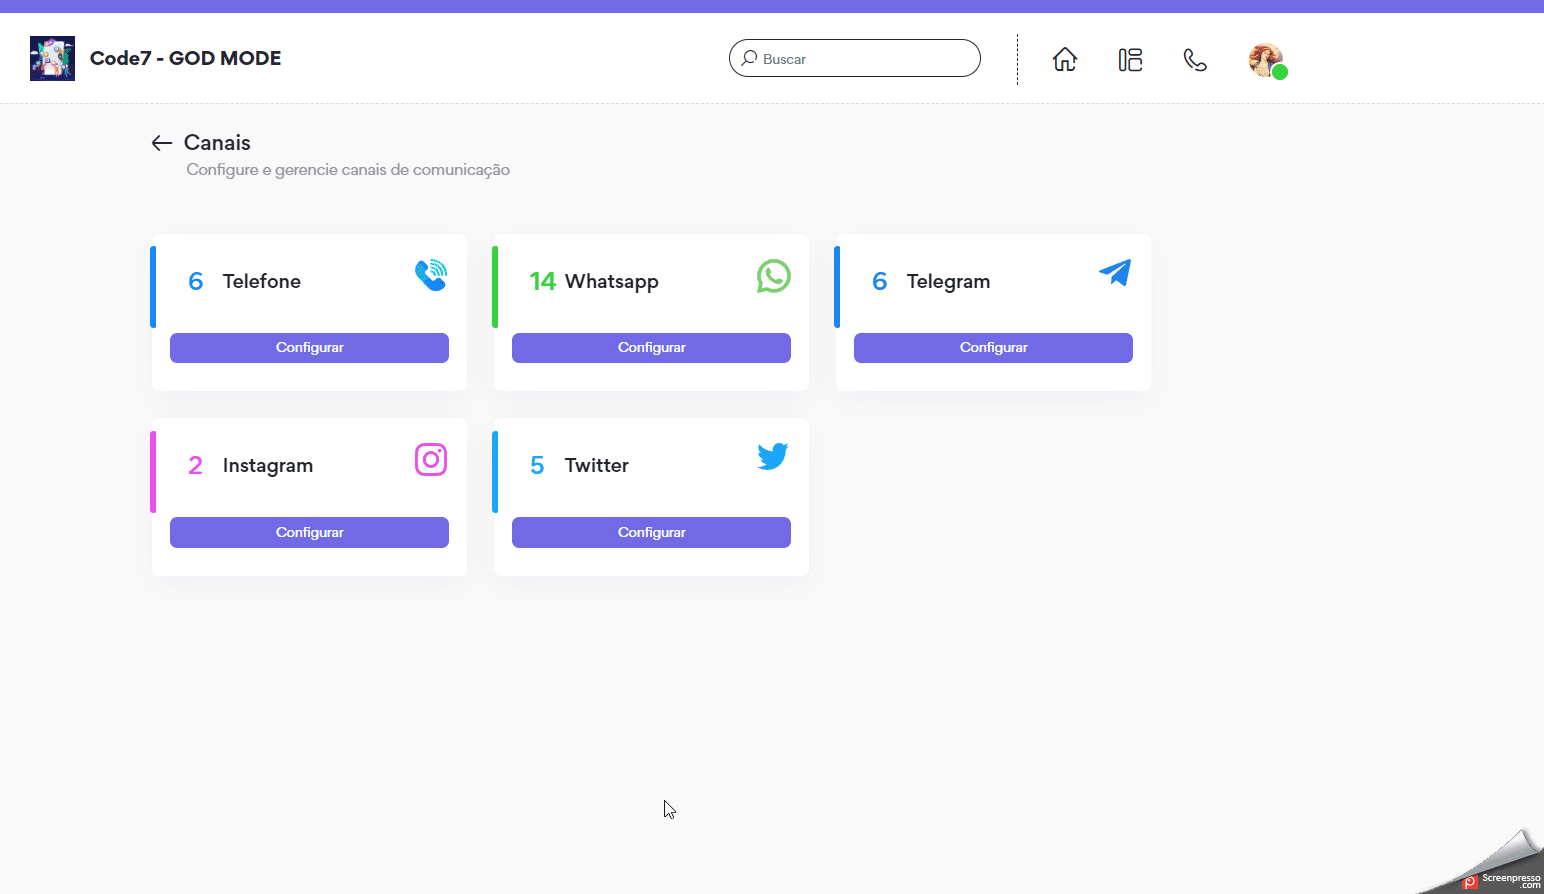 Code7 - GOD MODE
Buscar
Canais
Configure e gerencie canais de comunicação
6 Telefone
14 Whatsapp
6 Telegram
Configurar
Configurar
Configurar
2 Instagram
5 Twitter
Configurar
Configurar
Screenpresso
.com